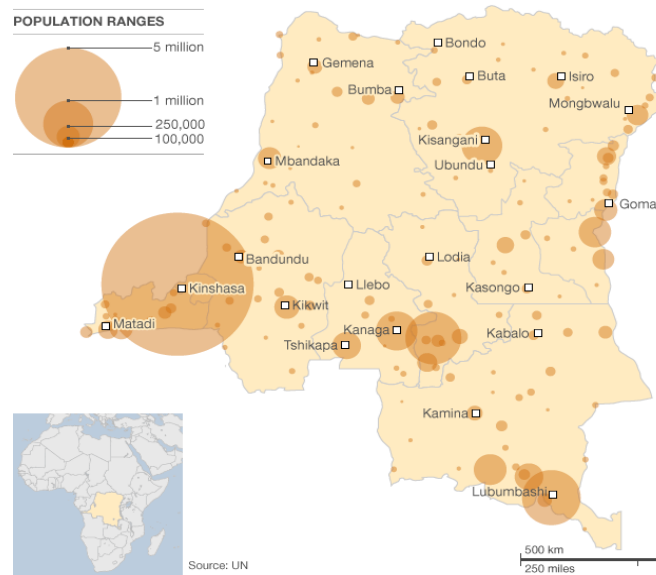 POPULATION RANGES
5 million
1 million
250,000
100,000
Bondo
Gemena
Buta
Isiro
Bumba
Mongbwalu
Kisangani
Mbandaka
Ubundu
Goma
Bandundu
Lodia
Kinshasa
Llebo
Kasongo
Kikwit
Matadi
Kanaga
Kabalo
Tshikapa
Kamina
Lubumbashi
500 km
250 miles
Source: UN